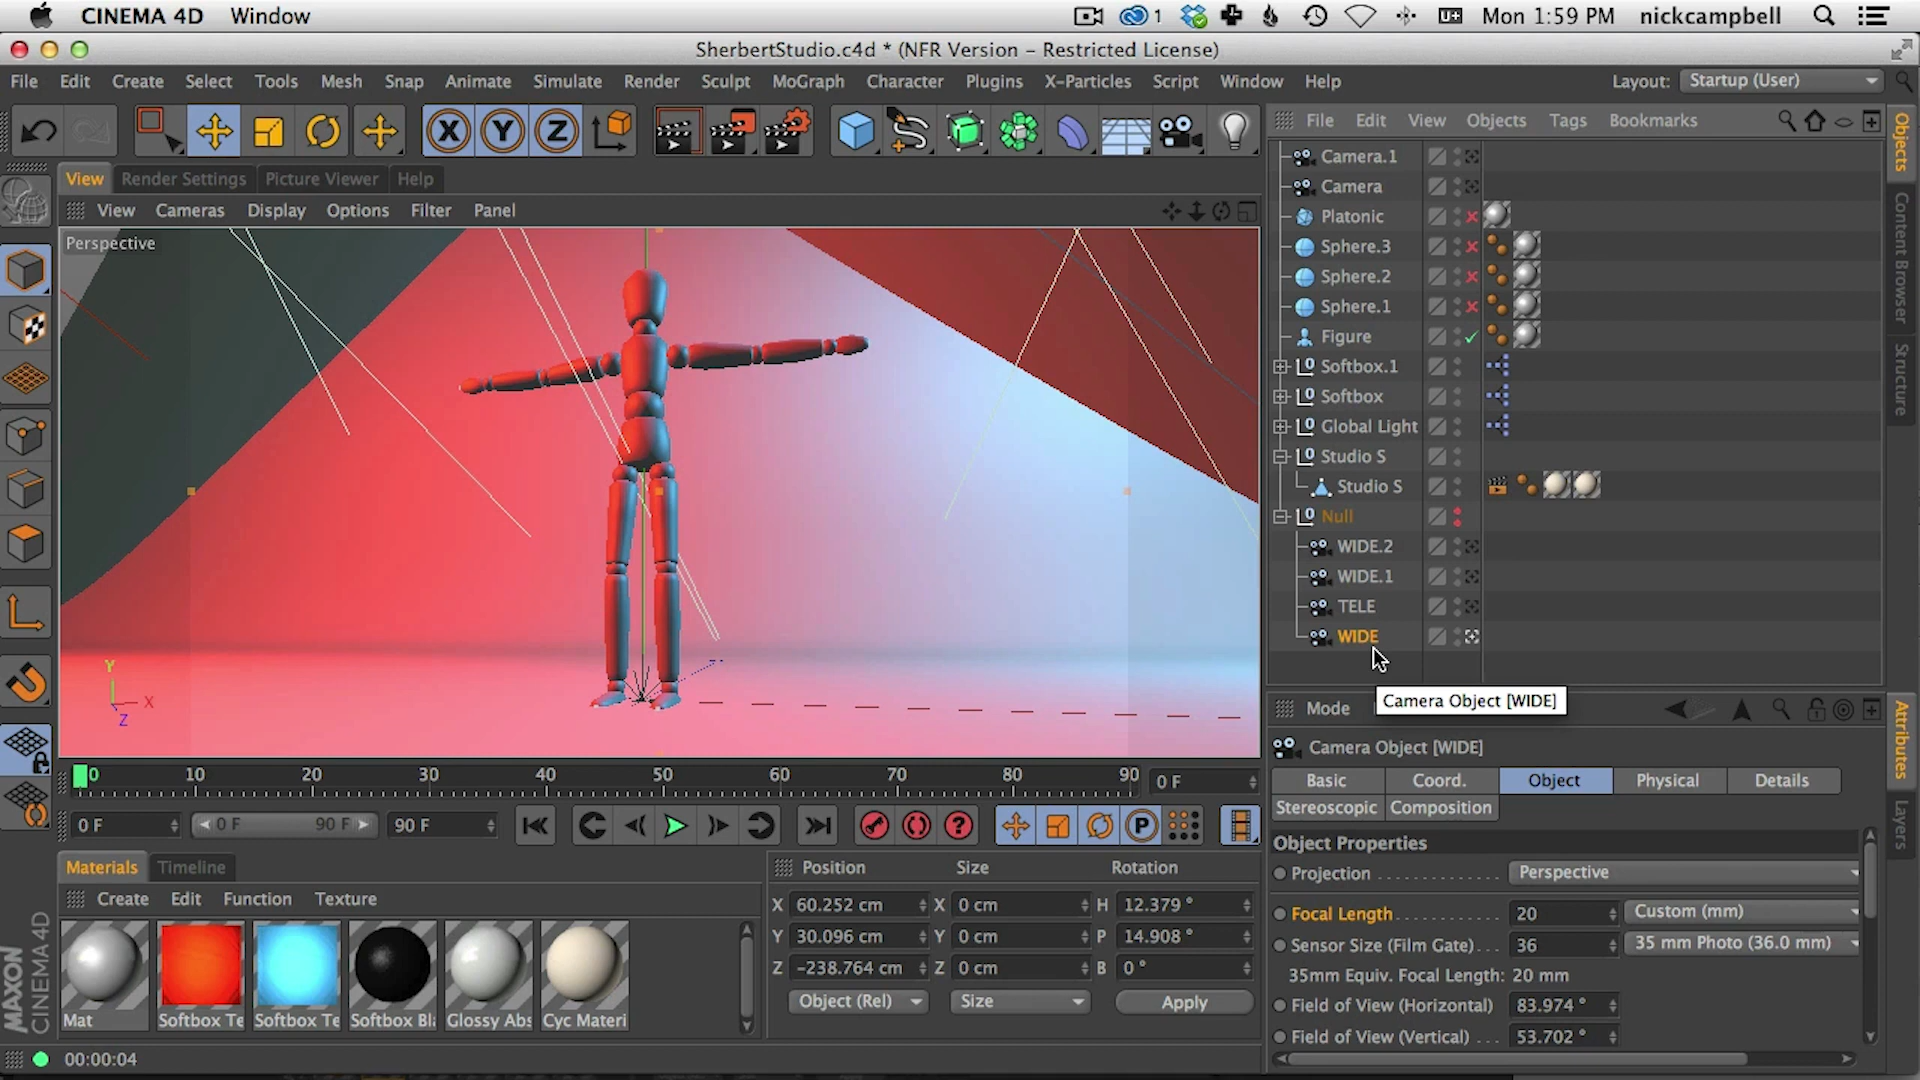 CINEMA 4D Window 1 Mon 1:59 PM nickcampbell
SherbertStudio.c4d * (NFR Version - Restricted License)
File Edit Create Select Tools Mesh Snap Animate Simulate Render Sculpt MoGraph Character Plugins X-Particles Script Window Help Layout: Startup (User)
X Y Z
File Edit View Objects Tags Bookmarks
View Render Settings Picture Viewer Help
View Cameras Display Options Filter Panel
Perspective
Y
X
Z
Camera.1
Camera
Platonic
Sphere.3
Sphere.2
Sphere.1
Figure
Softbox.1
Softbox
Global Light
Studio S
Studio S
Null
WIDE.2
WIDE.1
TELE
WIDE
Objects
Content Browser
Structure
Camera Object [WIDE]
Mode
Camera Object [WIDE]
Basic Coord. Object Physical Details
Stereoscopic Composition
Object Properties
Projection Perspective
Focal Length 20 Custom (mm)
Sensor Size (Film Gate) 36 35 mm Photo (36.0 mm)
35mm Equiv. Focal Length: 20 mm
Field of View (Horizontal) 83.974 °
Field of View (Vertical) 53.702 °
Attributes
Layers
0 10 20 30 40 50 60 70 80 90 0 F
0 F 0 F 90 F 90 F P
Materials Timeline
Create Edit Function Texture
Mat Softbox Te Softbox Te Softbox Bl Glossy Abs Cyc Materi
Position Size Rotation
X 60.252 cm X 0 cm H 12.379 °
Y 30.096 cm Y 0 cm P 14.908 °
Z -238.764 cm Z 0 cm B 0 °
Object (Rel) Size Apply
MAXON
CINEMA 4D
00:00:04